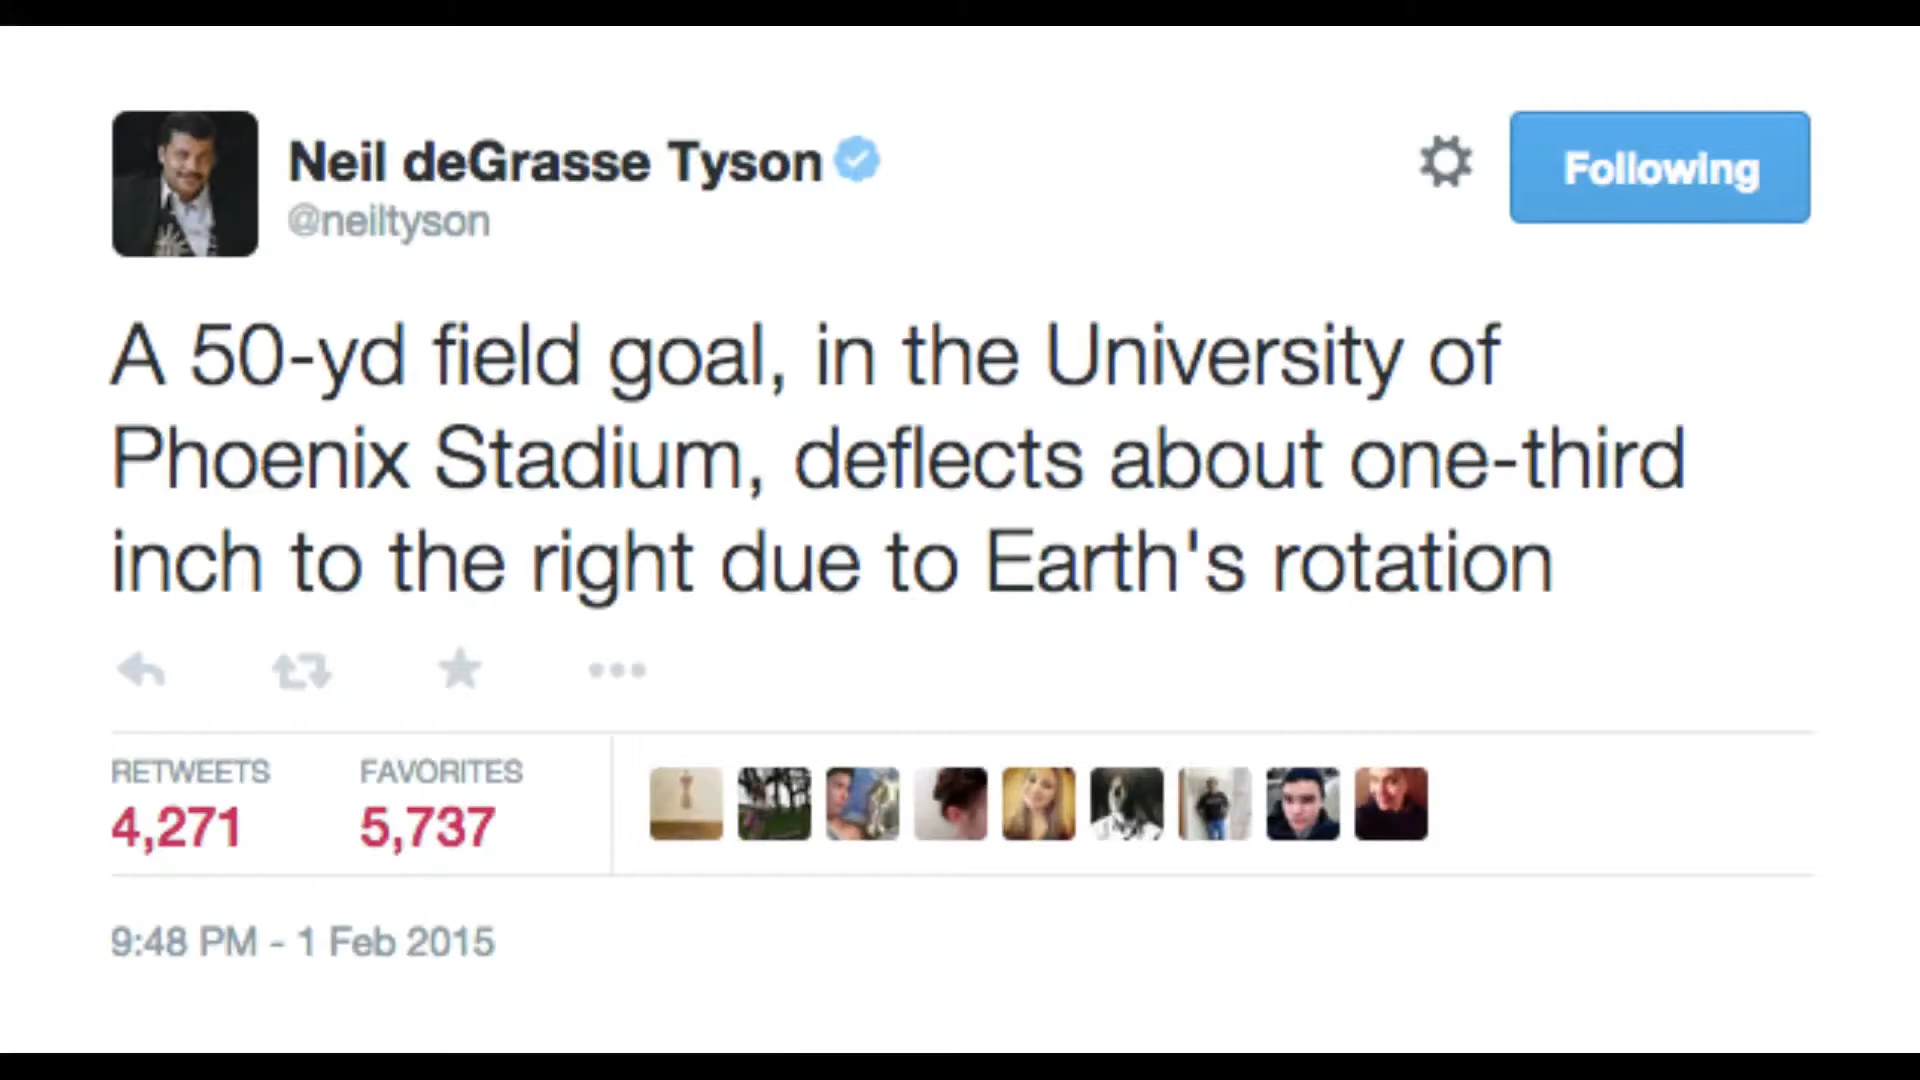 Neil deGrasse Tyson
@neiltyson
Following
A 50-yd field goal, in the University of
Phoenix Stadium, deflects about one-third
inch to the right due to Earth's rotation
RETWEETS FAVORITES
4,271 5,737
9:48 PM - 1 Feb 2015